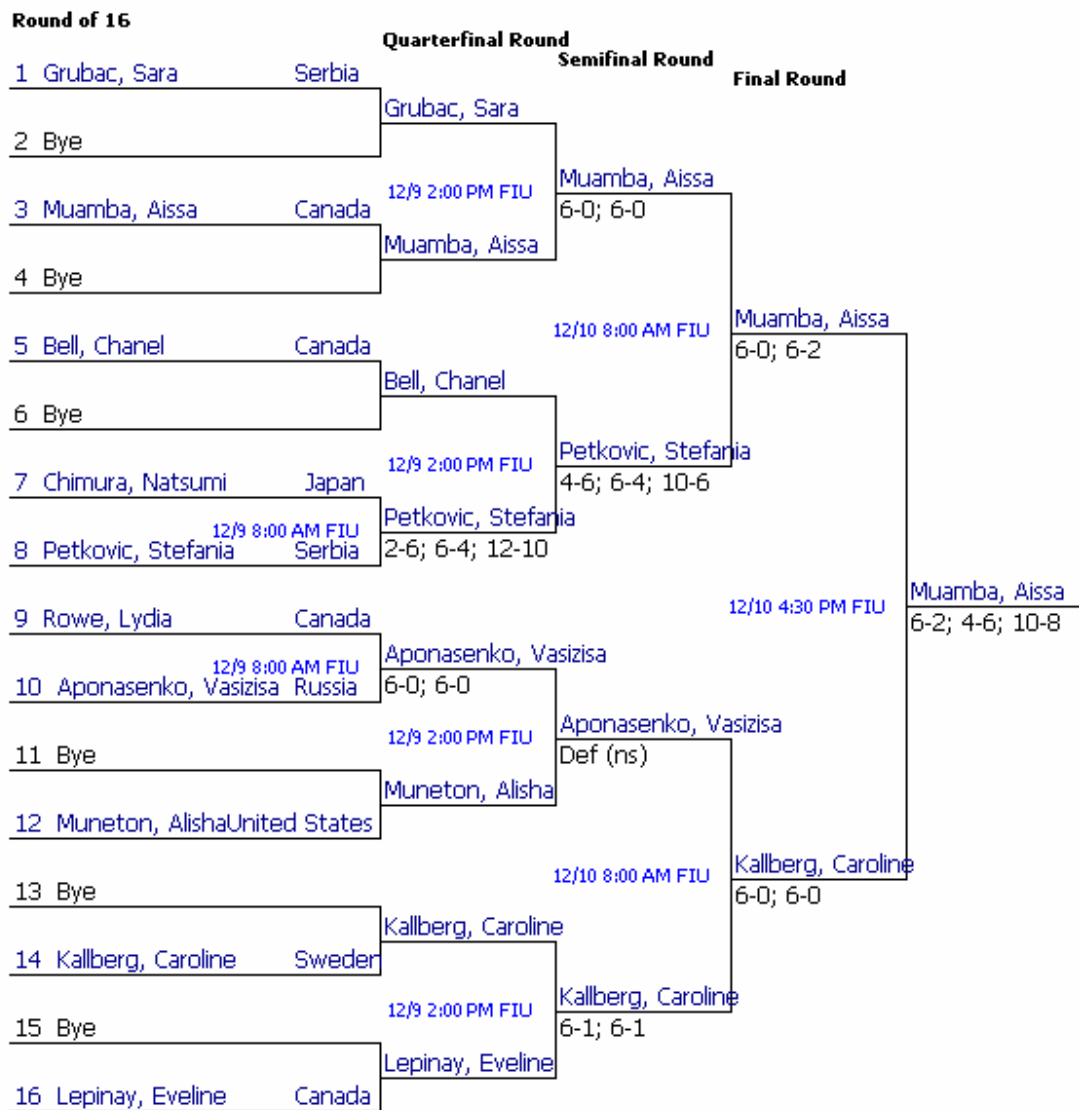 Round of 16
Quarterfinal Round
Semifinal Round
Final Round
1 Grubac, Sara Serbia
Grubac, Sara
2 Bye
12/9 2:00 PM FIU
Muamba, Aissa
6-0; 6-0
3 Muamba, Aissa Canada
Muamba, Aissa
4 Bye
12/10 8:00 AM FIU
Muamba, Aissa
6-0; 6-2
5 Bell, Chanel Canada
Bell, Chanel
6 Bye
12/9 2:00 PM FIU
Petkovic, Stefania
4-6; 6-4; 10-6
7 Chimura, Natsumi Japan
12/9 8:00 AM FIU
Petkovic, Stefania
2-6; 6-4; 12-10
8 Petkovic, Stefania Serbia
12/10 4:30 PM FIU
Muamba, Aissa
6-2; 4-6; 10-8
9 Rowe, Lydia Canada
12/9 8:00 AM FIU
Aponasenko, Vasizisa
6-0; 6-0
10 Aponasenko, Vasizisa Russia
12/9 2:00 PM FIU
Aponasenko, Vasizisa
Def (ns)
11 Bye
Muneton, Alisha
12 Muneton, AlishaUnited States
12/10 8:00 AM FIU
Kallberg, Caroline
6-0; 6-0
13 Bye
Kallberg, Caroline
14 Kallberg, Caroline Sweden
12/9 2:00 PM FIU
Kallberg, Caroline
6-1; 6-1
15 Bye
Lepinay, Eveline
16 Lepinay, Eveline Canada